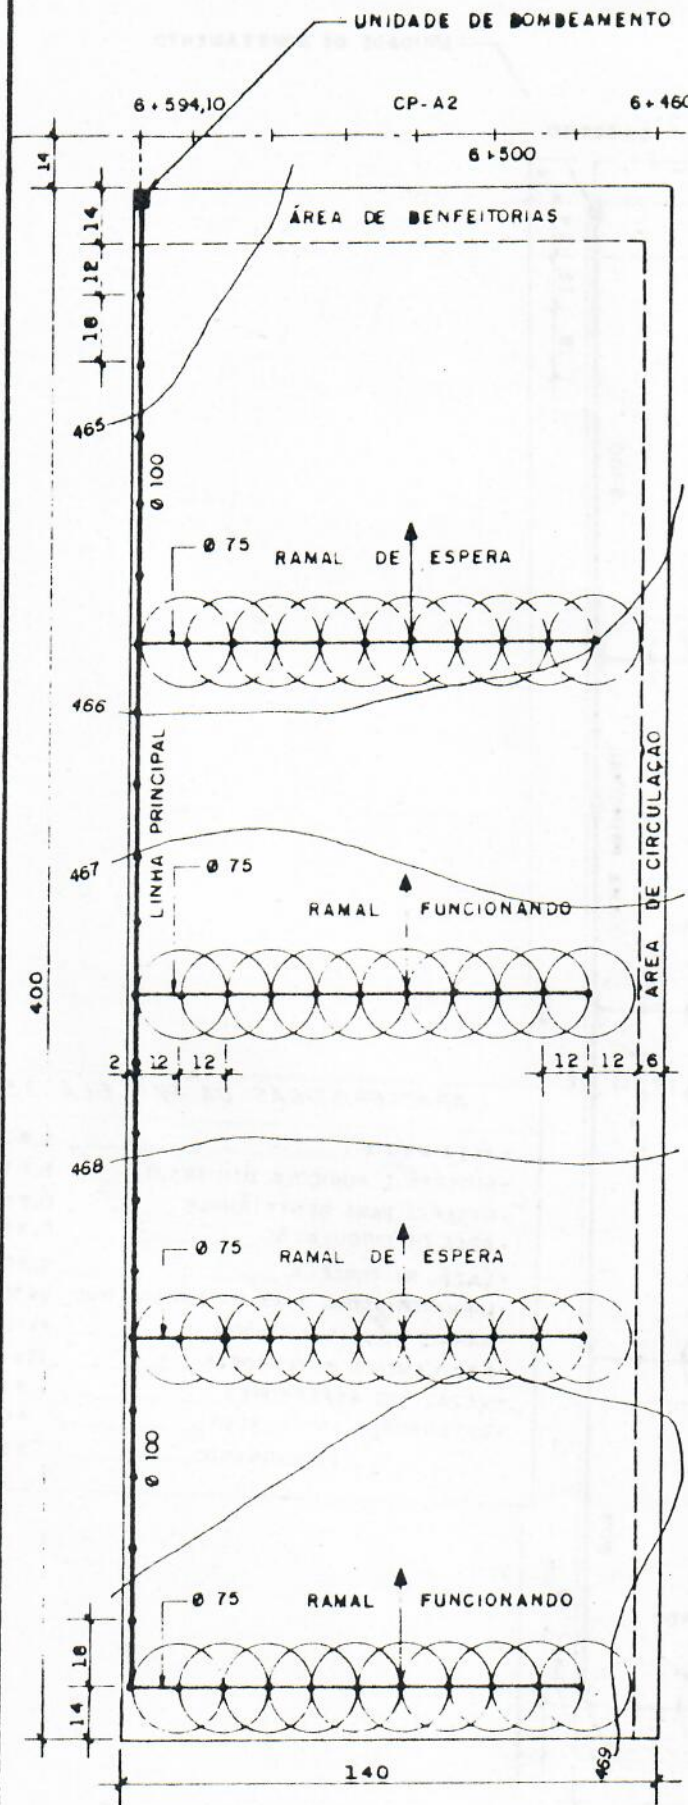 UNIDADE DE BOMBEAMENTO
6+594,10 CP-A2 6+460
6+500
14
ÁREA DE BENFEITORIAS
14
12
18
465
Ø 100
Ø 75 RAMAL DE ESPERA
466
LINHA PRINCIPAL
ÁREA DE CIRCULAÇÃO
467
Ø 75
RAMAL FUNCIONANDO
400
2 12 12 12 12 6
468
Ø 75 RAMAL DE ESPERA
Ø 100
Ø 75 RAMAL FUNCIONANDO
18
14
469
140